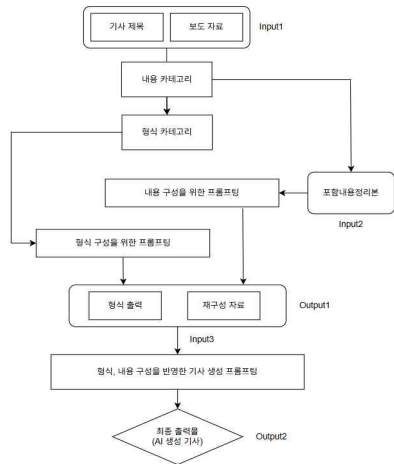 기사 제목
보도 자료
Input1
내용 카테고리
형식 카테고리
내용 구성을 위한 프롬프팅
포함내용정리본
Input2
형식 구성을 위한 프롬프팅
형식 출력
재구성 자료
Output1
Input3
형식, 내용 구성을 반영한 기사 생성 프롬프팅
최종 출력물
(AI 생성 기사)
Output2